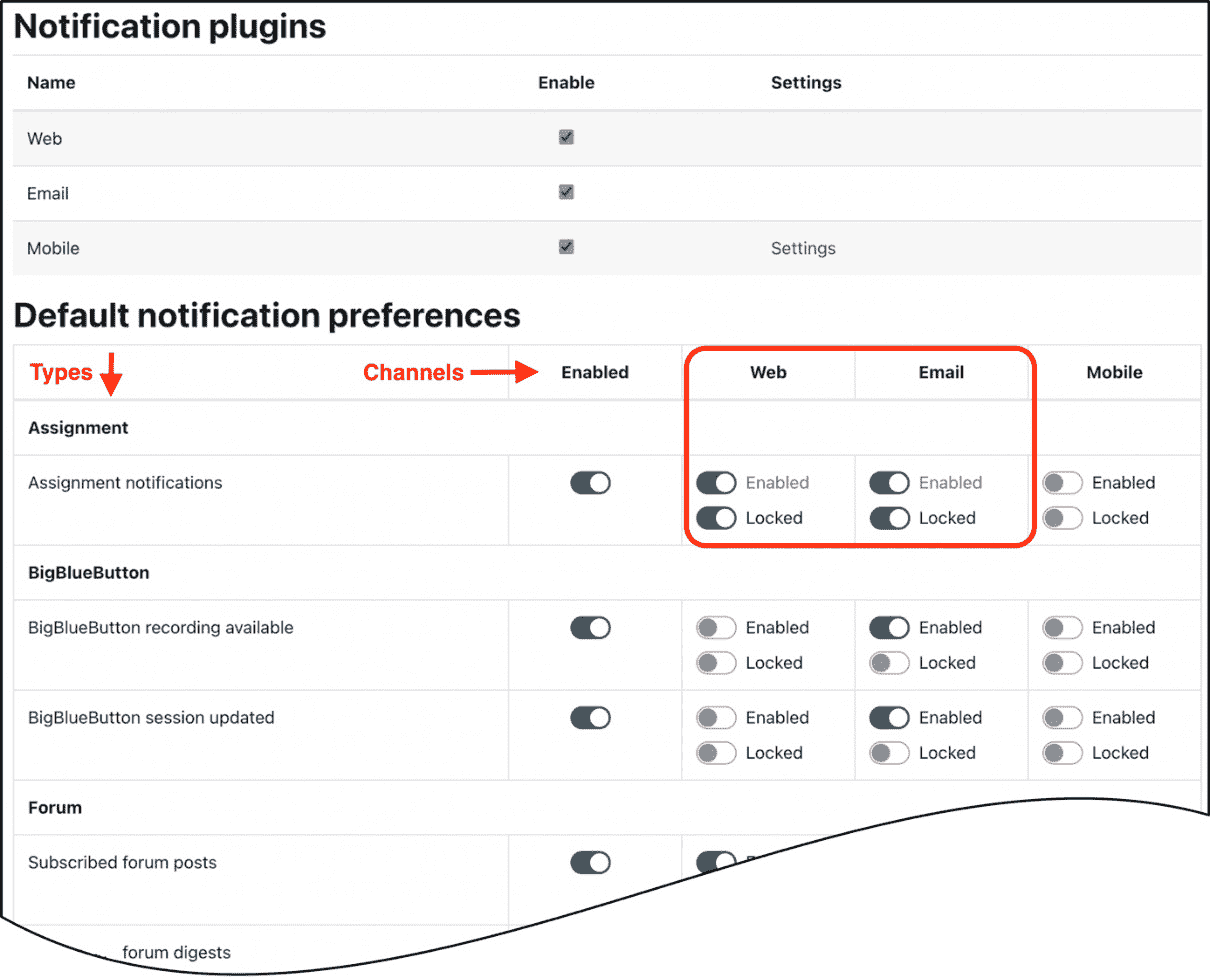 Notification plugins
Name Enable Settings
Web
Email
Mobile Settings
Default notification preferences
Types Channels Enabled Web Email Mobile
Assignment
Assignment notifications Enabled Enabled Enabled
Locked Locked Locked
BigBlueButton
BigBlueButton recording available Enabled Enabled Enabled
Locked Locked Locked
BigBlueButton session updated Enabled Enabled Enabled
Locked Locked Locked
Forum
Subscribed forum posts
forum digests